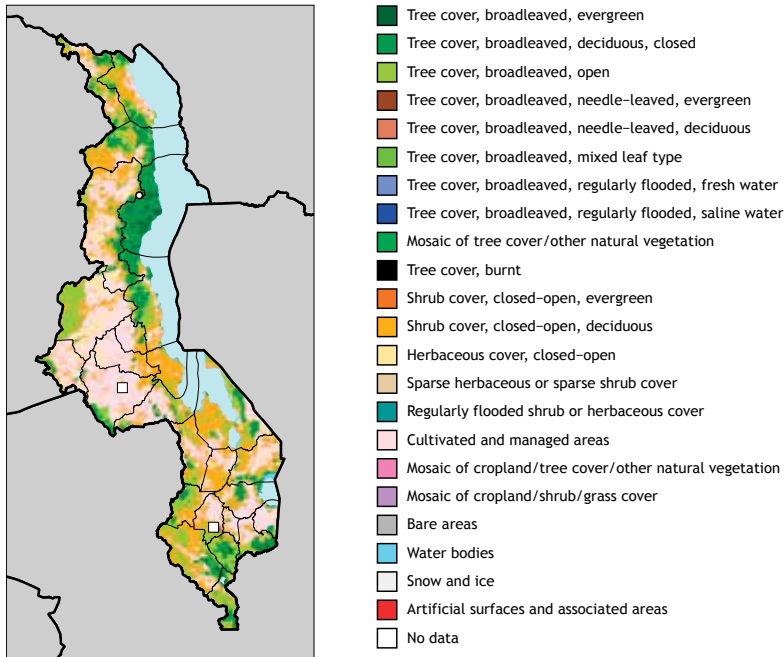 Tree cover, broadleaved, evergreen
Tree cover, broadleaved, deciduous, closed
Tree cover, broadleaved, open
Tree cover, broadleaved, needle–leaved, evergreen
Tree cover, broadleaved, needle–leaved, deciduous
Tree cover, broadleaved, mixed leaf type
Tree cover, broadleaved, regularly flooded, fresh water
Tree cover, broadleaved, regularly flooded, saline water
Mosaic of tree cover/other natural vegetation
Tree cover, burnt
Shrub cover, closed–open, evergreen
Shrub cover, closed–open, deciduous
Herbaceous cover, closed–open
Sparse herbaceous or sparse shrub cover
Regularly flooded shrub or herbaceous cover
Cultivated and managed areas
Mosaic of cropland/tree cover/other natural vegetation
Mosaic of cropland/shrub/grass cover
Bare areas
Water bodies
Snow and ice
Artificial surfaces and associated areas
No data